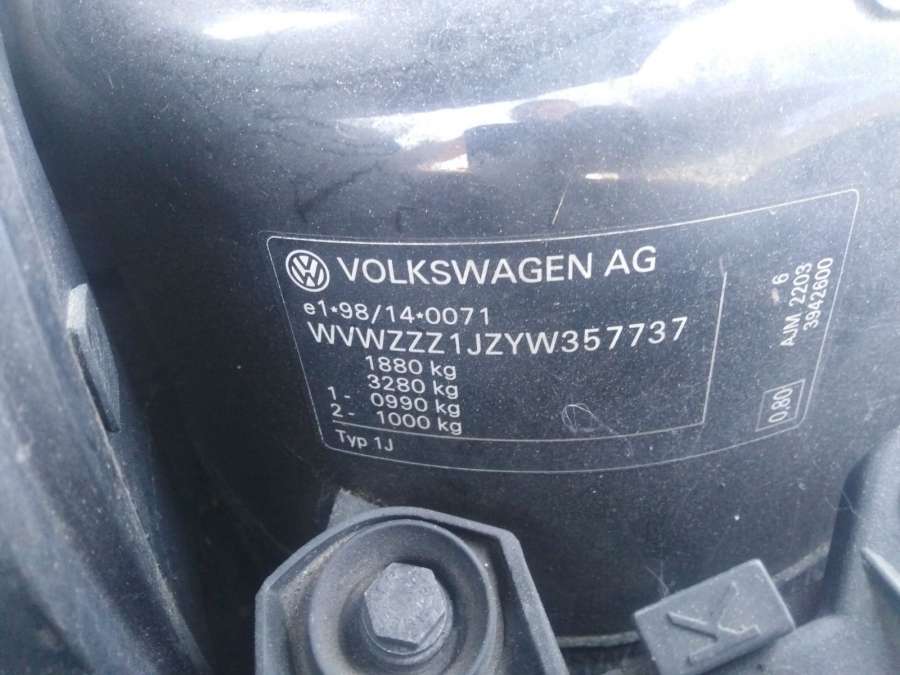 VOLKSWAGEN AG
e1*98/14*0071
WVWZZZ1JZYW357737
1880 kg
3280 kg
1- 0990 kg
2- 1000 kg
Typ 1J
6
AJM 2203
3942600
0.80
K